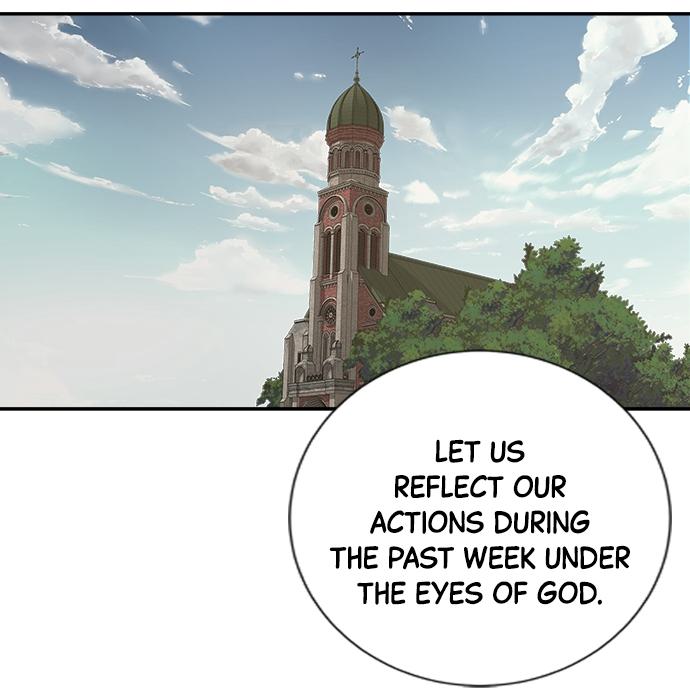 LET US
REFLECT OUR
ACTIONS DURING
THE PAST WEEK UNDER
THE EYES OF GOD.